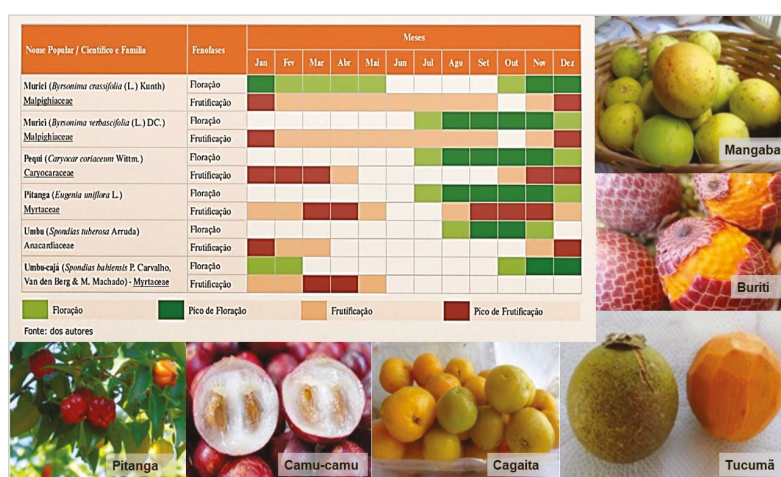 Nome Popular / Científico e Família
Fenofases
Meses
Jan Fev Mar Abr Mai Jun Jul Ago Set Out Nov Dez
Murici (Byrsonima crassifolia (L.) Kunth)
Malpighiaceae
Floração
Frutificação
Murici (Byrsonima verbascifolia (L.) DC.)
Malpighiaceae
Floração
Frutificação
Pequi (Caryocar coriaceum Wittm.)
Caryocaraceae
Floração
Frutificação
Pitanga (Eugenia uniflora L.)
Myrtaceae
Floração
Frutificação
Umbu (Spondias tuberosa Arruda)
Anacardiaceae
Floração
Frutificação
Umbu-cajá (Spondias bahiensis P. Carvalho,
Van den Berg & M. Machado) - Myrtaceae
Floração
Frutificação
Floração
Pico de Floração
Frutificação
Pico de Frutificação
Fonte: dos autores
Mangaba
Buriti
Pitanga
Camu-camu
Cagaita
Tucumã